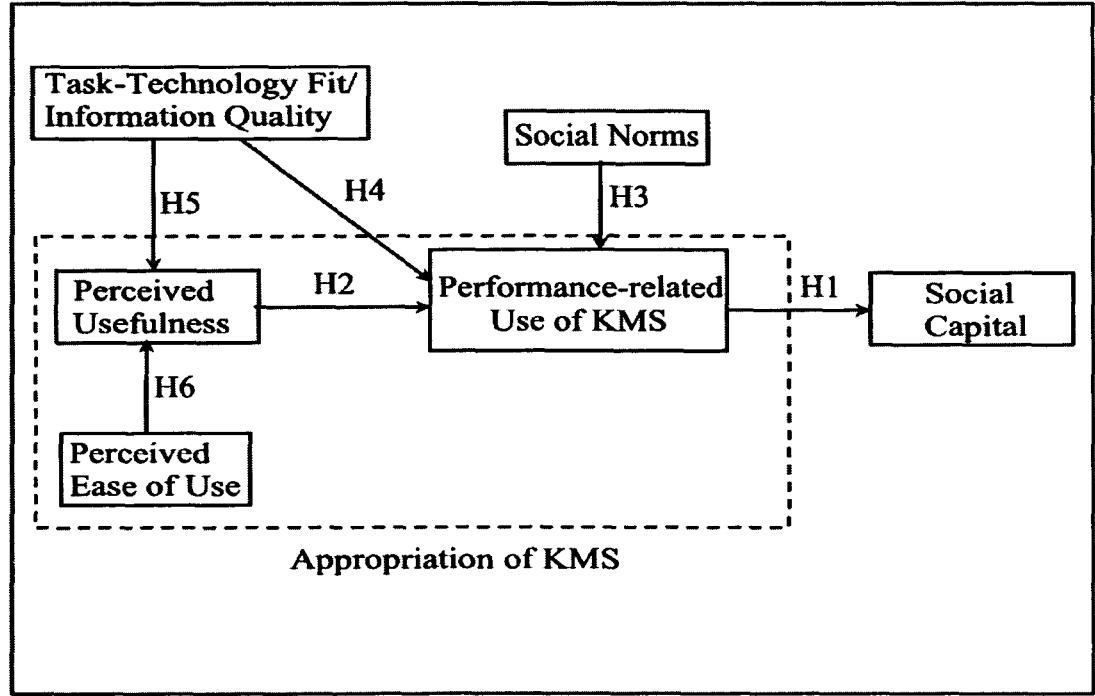 Task-Technology Fit/
Information Quality
Social Norms
H5
H4
H3
Perceived
Usefulness
H2
Performance-related
Use of KMS
H1
Social
Capital
H6
Perceived
Ease of Use
Appropriation of KMS